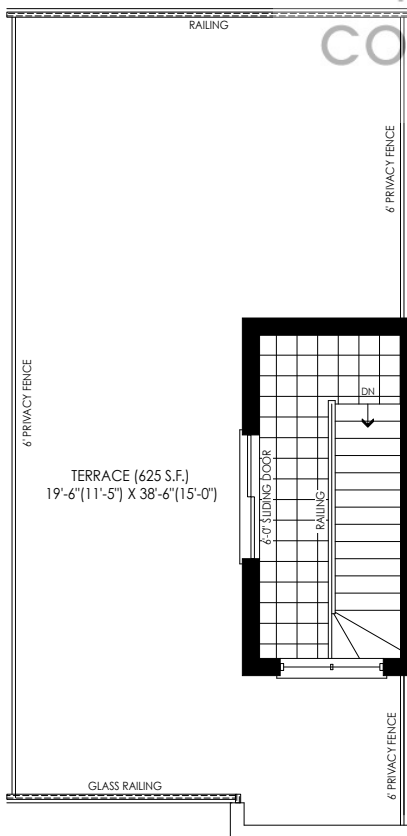 RAILING
CO
6' PRIVACY FENCE
6' PRIVACY FENCE
DN
TERRACE (625 S.F.)
19'-6"(11'-5") X 38'-6"(15'-0")
6'-0" SLIDING DOOR
RAILING
6' PRIVACY FENCE
GLASS RAILING